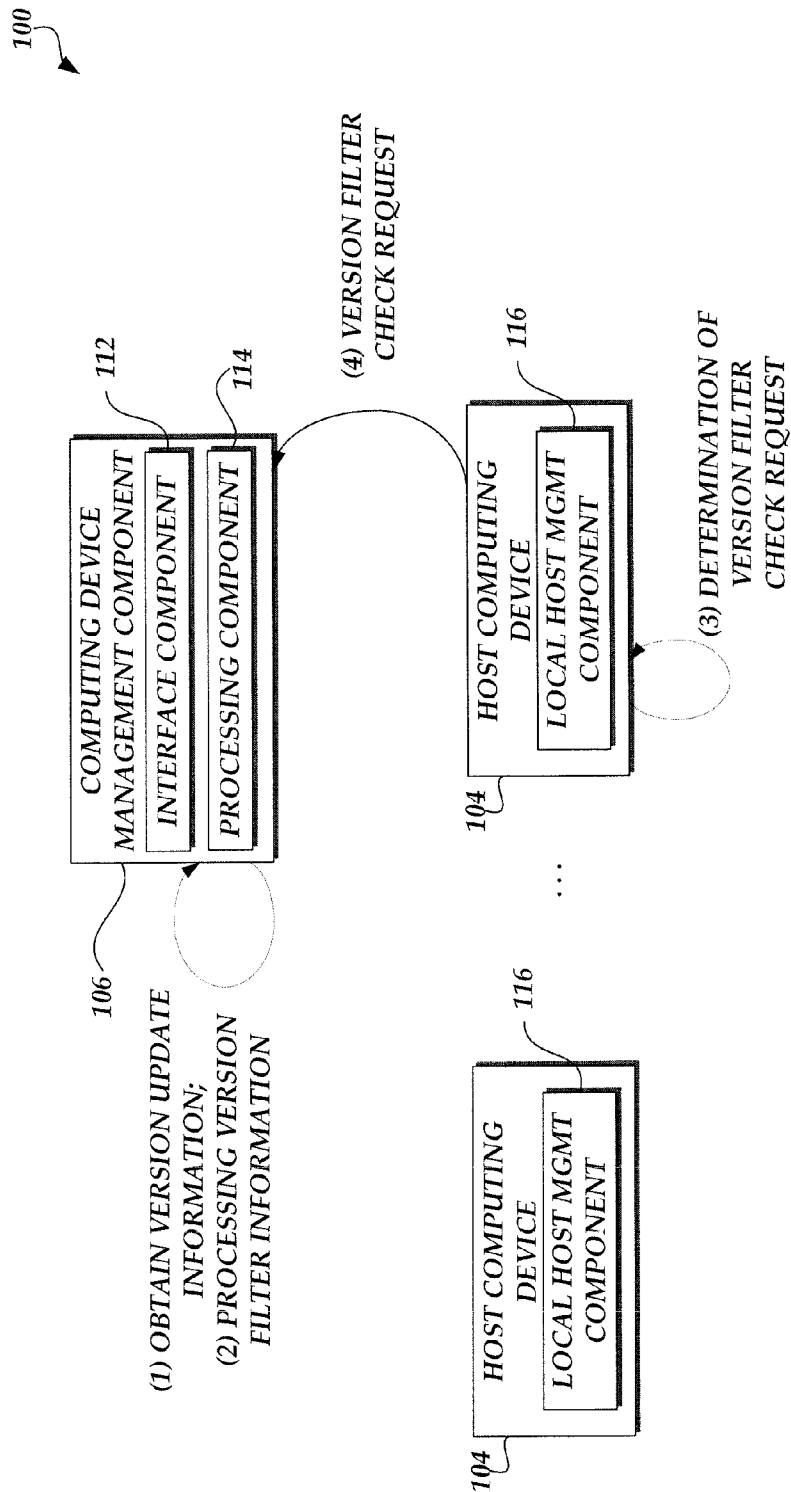 100
COMPUTING DEVICE
MANAGEMENT COMPONENT
INTERFACE COMPONENT
PROCESSING COMPONENT
106
112
114
(1) OBTAIN VERSION UPDATE
INFORMATION;
(2) PROCESSING VERSION
FILTER INFORMATION
(4) VERSION FILTER
CHECK REQUEST
104
HOST COMPUTING
DEVICE
LOCAL HOST MGMT
COMPONENT
116
...
104
HOST COMPUTING
DEVICE
LOCAL HOST MGMT
COMPONENT
116
(3) DETERMINATION OF
VERSION FILTER
CHECK REQUEST